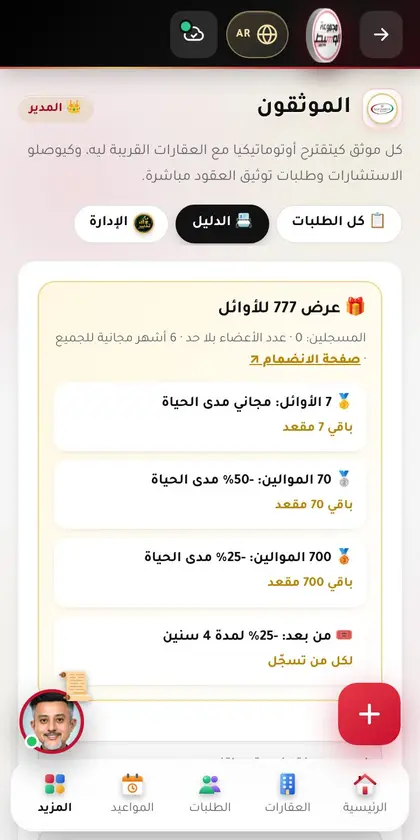 AR
الموثقون
👑 المدير
كل موثق كيتقترح أوتوماتيكيا مع العقارات القريبة ليه. وكيوصلو
الاستشارات وطلبات توثيق العقود مباشرة.
📋 كل الطلبات
📇 الدليل
الإدارة
🎁 عرض 777 للأوائل
المسجلين: 0 · عدد الأعضاء بلا حد · 6 أشهر مجانية للجميع
· صفحة الانضمام ↗
🥇 7 الأوائل: مجاني مدى الحياة
باقي 7 مقعد
🥈 70 الموالين: -50% مدى الحياة
باقي 70 مقعد
🥉 700 الموالين: -25% مدى الحياة
باقي 700 مقعد
🎟️ من بعد: -25% لمدة 4 سنين
لكل من تسجّل
الرئيسية
العقارات
الطلبات
المواعيد
المزيد